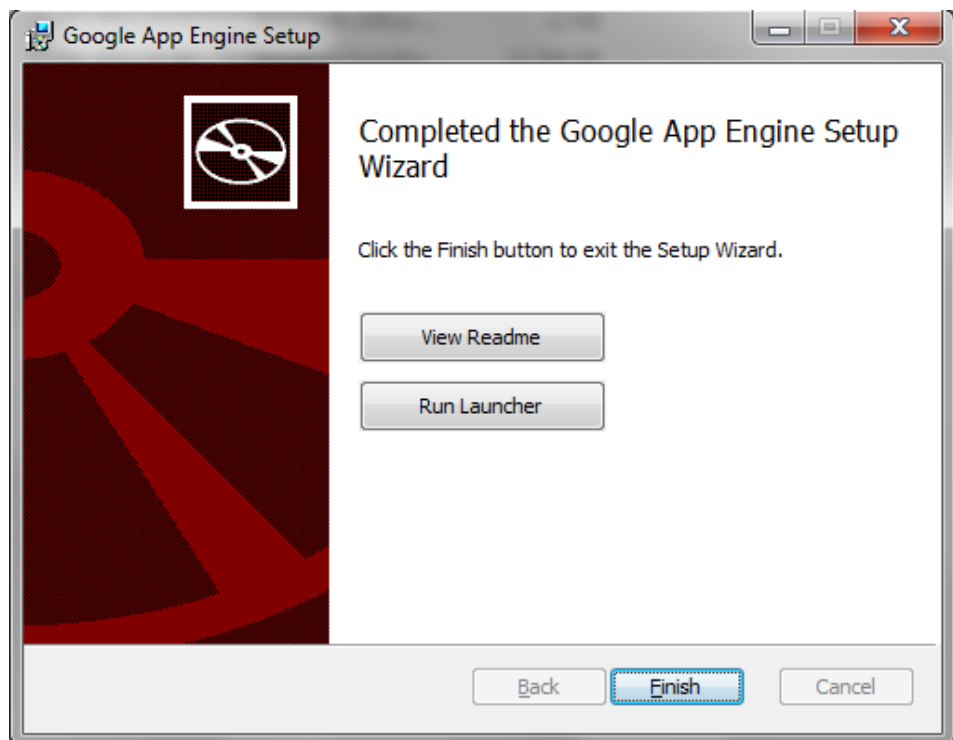 Google App Engine Setup
Completed the Google App Engine Setup
Wizard
Click the Finish button to exit the Setup Wizard.
View Readme
Run Launcher
Back
Finish
Cancel